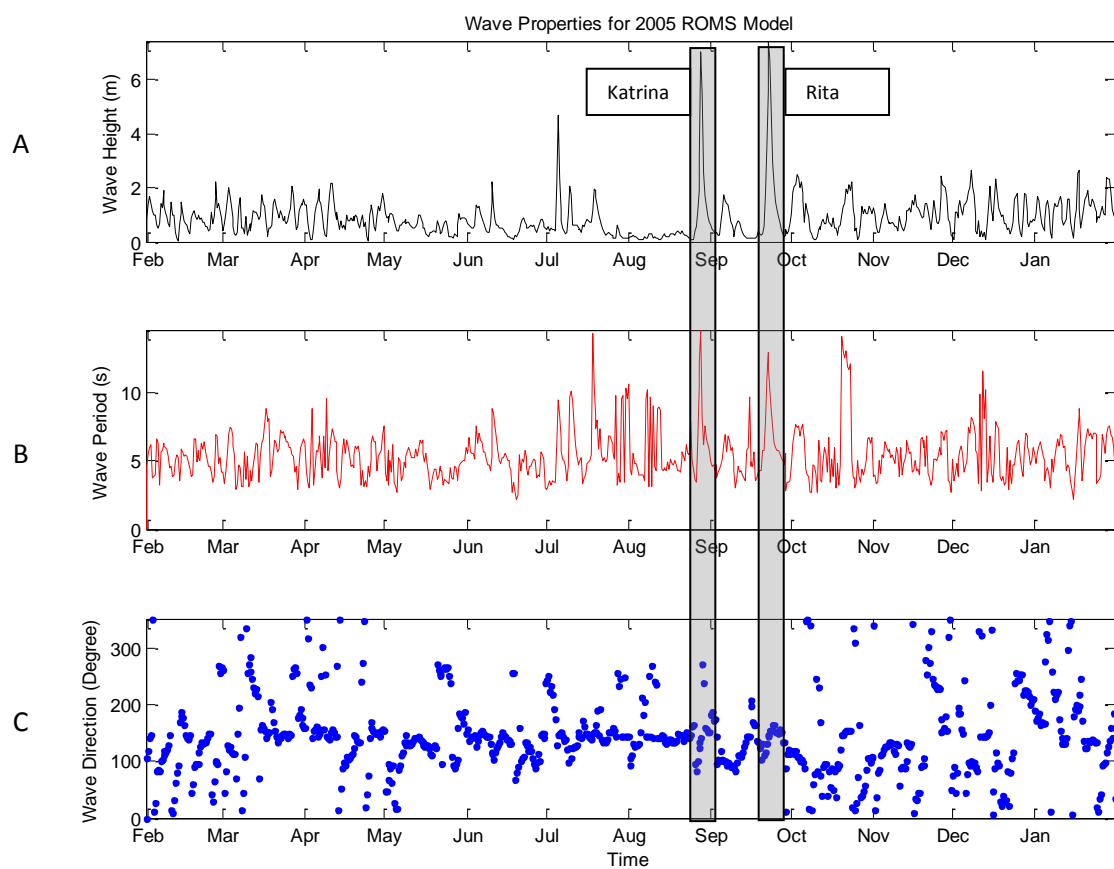 Wave Properties for 2005 ROMS Model
A
Wave Height (m)
6
4
2
0
Katrina
Rita
Feb Mar Apr May Jun Jul Aug Sep Oct Nov Dec Jan
B
Wave Period (s)
10
5
0
Feb Mar Apr May Jun Jul Aug Sep Oct Nov Dec Jan
C
Wave Direction (Degree)
300
200
100
0
Feb Mar Apr May Jun Jul Aug Sep Oct Nov Dec Jan
Time